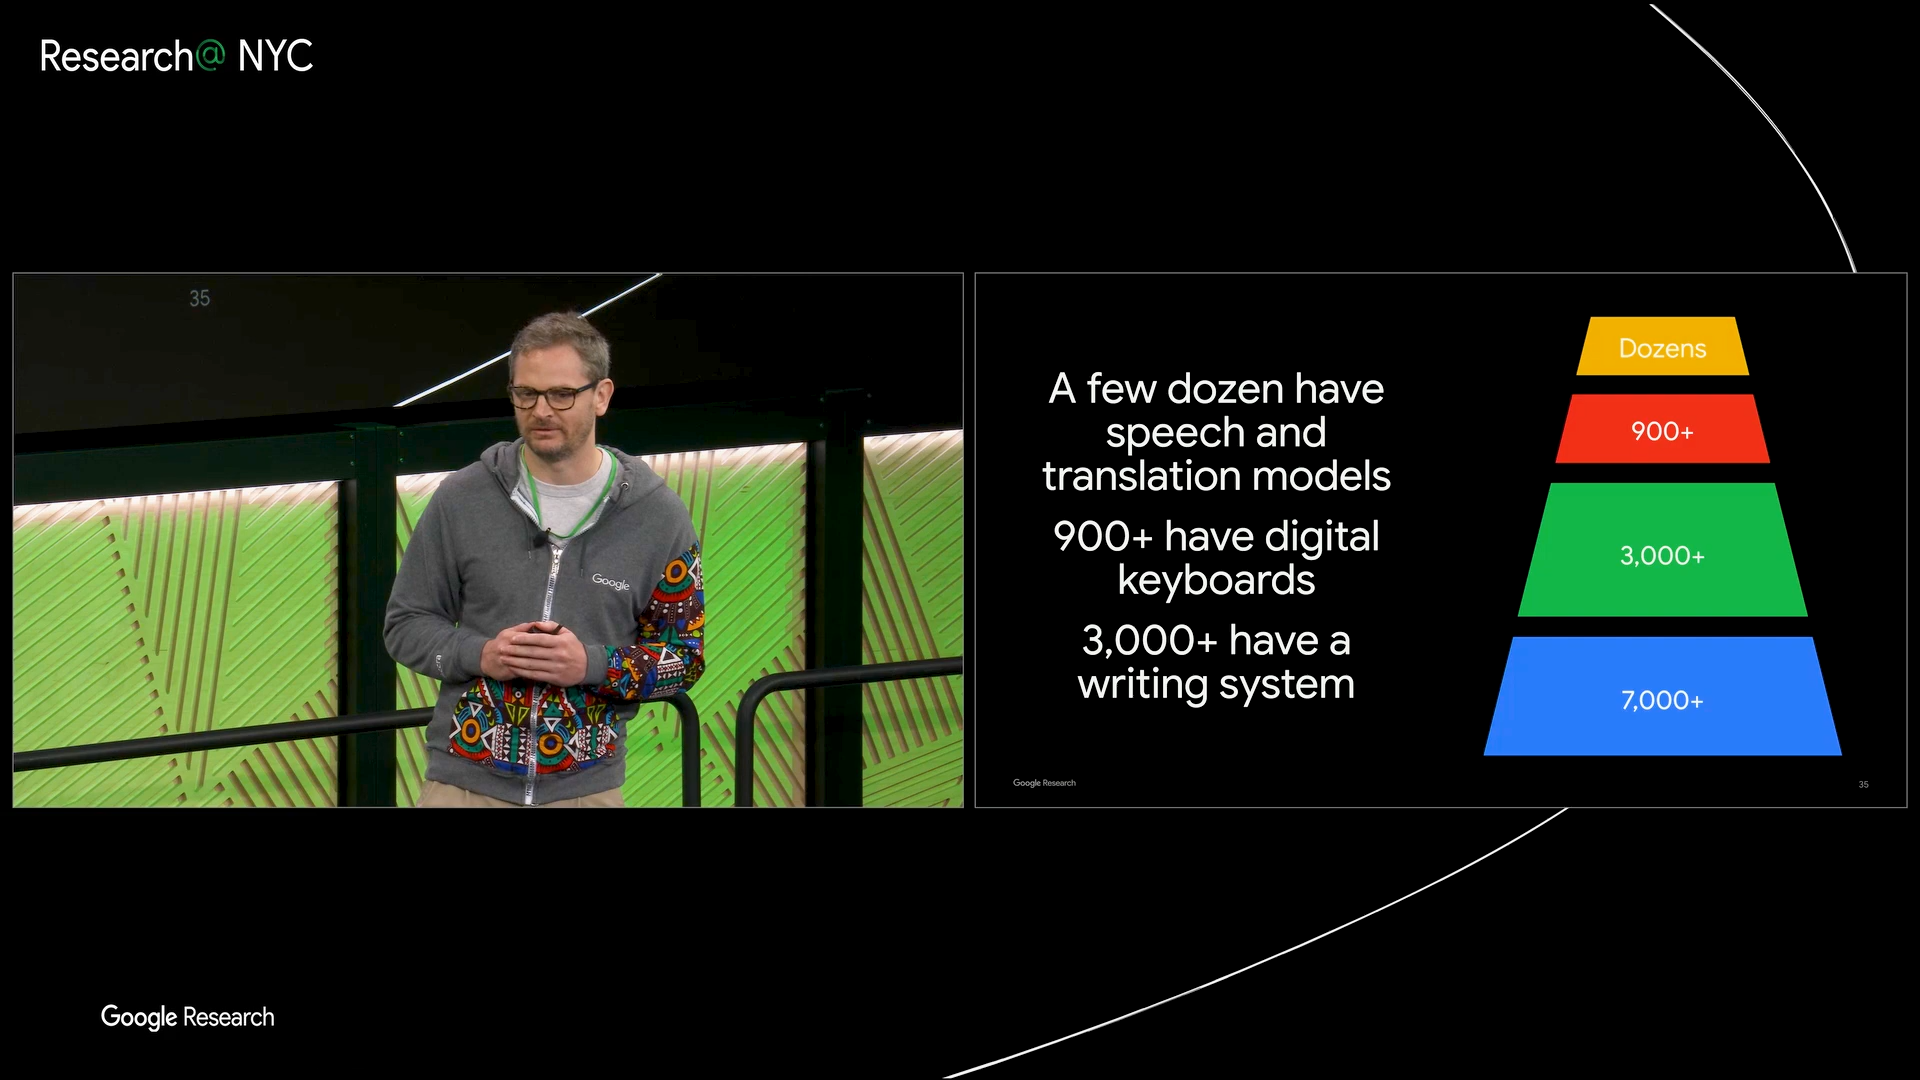 Research@ NYC
35
Google
A few dozen have
speech and
translation models
900+ have digital
keyboards
3,000+ have a
writing system
Dozens
900+
3,000+
7,000+
Google Research
35
Google Research